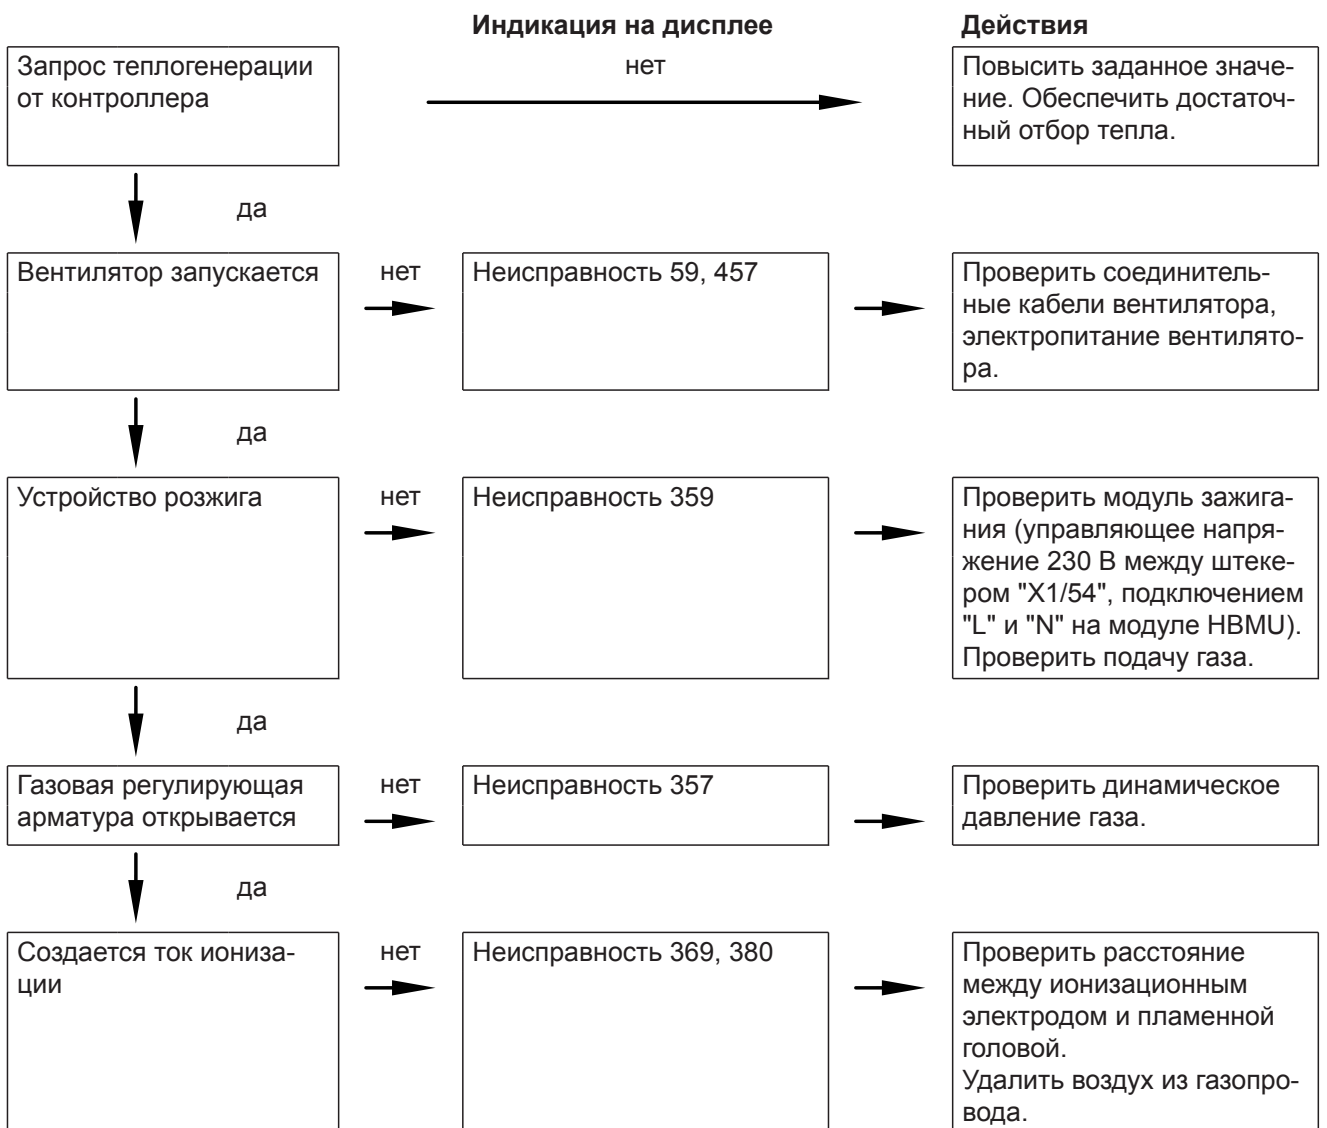 Индикация на дисплее
Действия
Запрос теплогенерации
от контроллера
нет
Повысить заданное значе-
ние. Обеспечить достаточ-
ный отбор тепла.
да
Вентилятор запускается
нет
Неисправность 59, 457
Проверить соединитель-
ные кабели вентилятора,
электропитание вентилято-
ра.
да
Устройство розжига
нет
Неисправность 359
Проверить модуль зажига-
ния (управляющее напря-
жение 230 В между штеке-
ром "X1/54", подключением
"L" и "N" на модуле HBMU).
Проверить подачу газа.
да
Газовая регулирующая
арматура открывается
нет
Неисправность 357
Проверить динамическое
давление газа.
да
Создается ток иониза-
ции
нет
Неисправность 369, 380
Проверить расстояние
между ионизационным
электродом и пламенной
головой.
Удалить воздух из газопро-
вода.